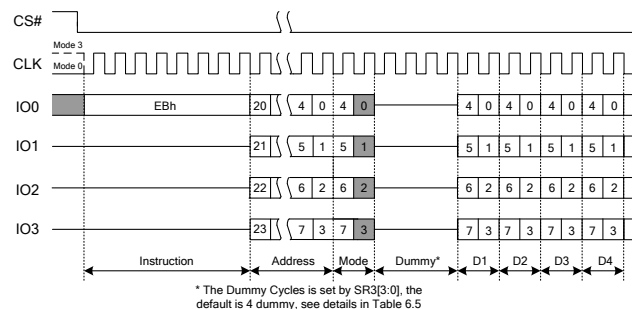 CS#
Mode 3
CLK Mode 0
IO0 EBh 20 4 0 4 0 4 0 4 0 4 0 4 0
IO1 21 5 1 5 1 5 1 5 1 5 1 5 1
IO2 22 6 2 6 2 6 2 6 2 6 2 6 2
IO3 23 7 3 7 3 7 3 7 3 7 3 7 3
Instruction Address Mode Dummy* D1 D2 D3 D4
* The Dummy Cycles is set by SR3[3:0], the
default is 4 dummy, see details in Table 6.5